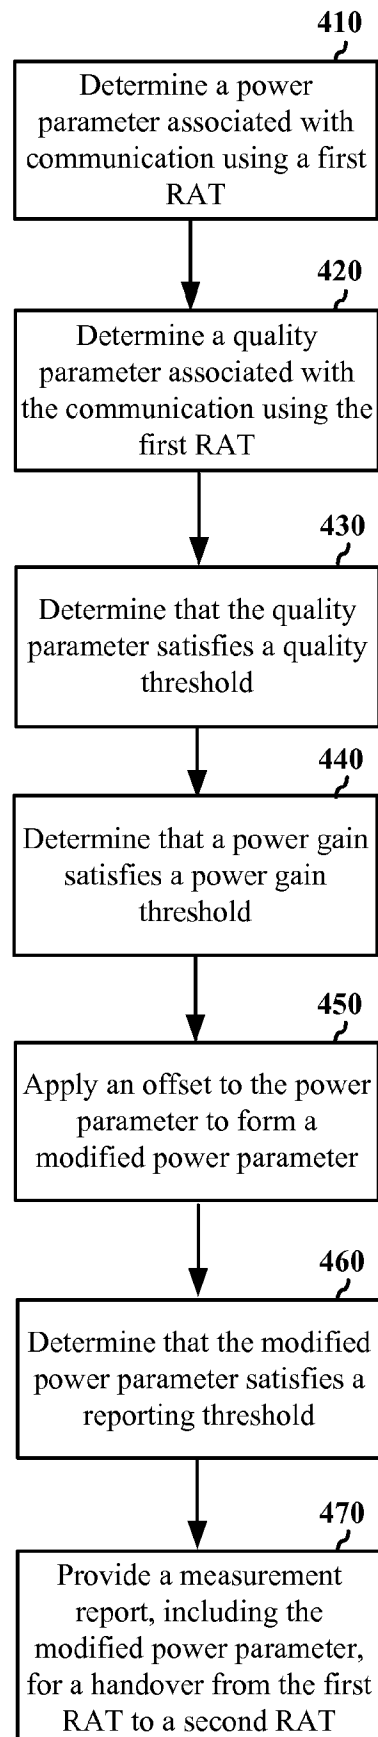 410
Determine a power
parameter associated with
communication using a first
RAT
420
Determine a quality
parameter associated with
the communication using the
first RAT
430
Determine that the quality
parameter satisfies a quality
threshold
440
Determine that a power gain
satisfies a power gain
threshold
450
Apply an offset to the power
parameter to form a
modified power parameter
460
Determine that the modified
power parameter satisfies a
reporting threshold
470
Provide a measurement
report, including the
modified power parameter,
for a handover from the first
RAT to a second RAT